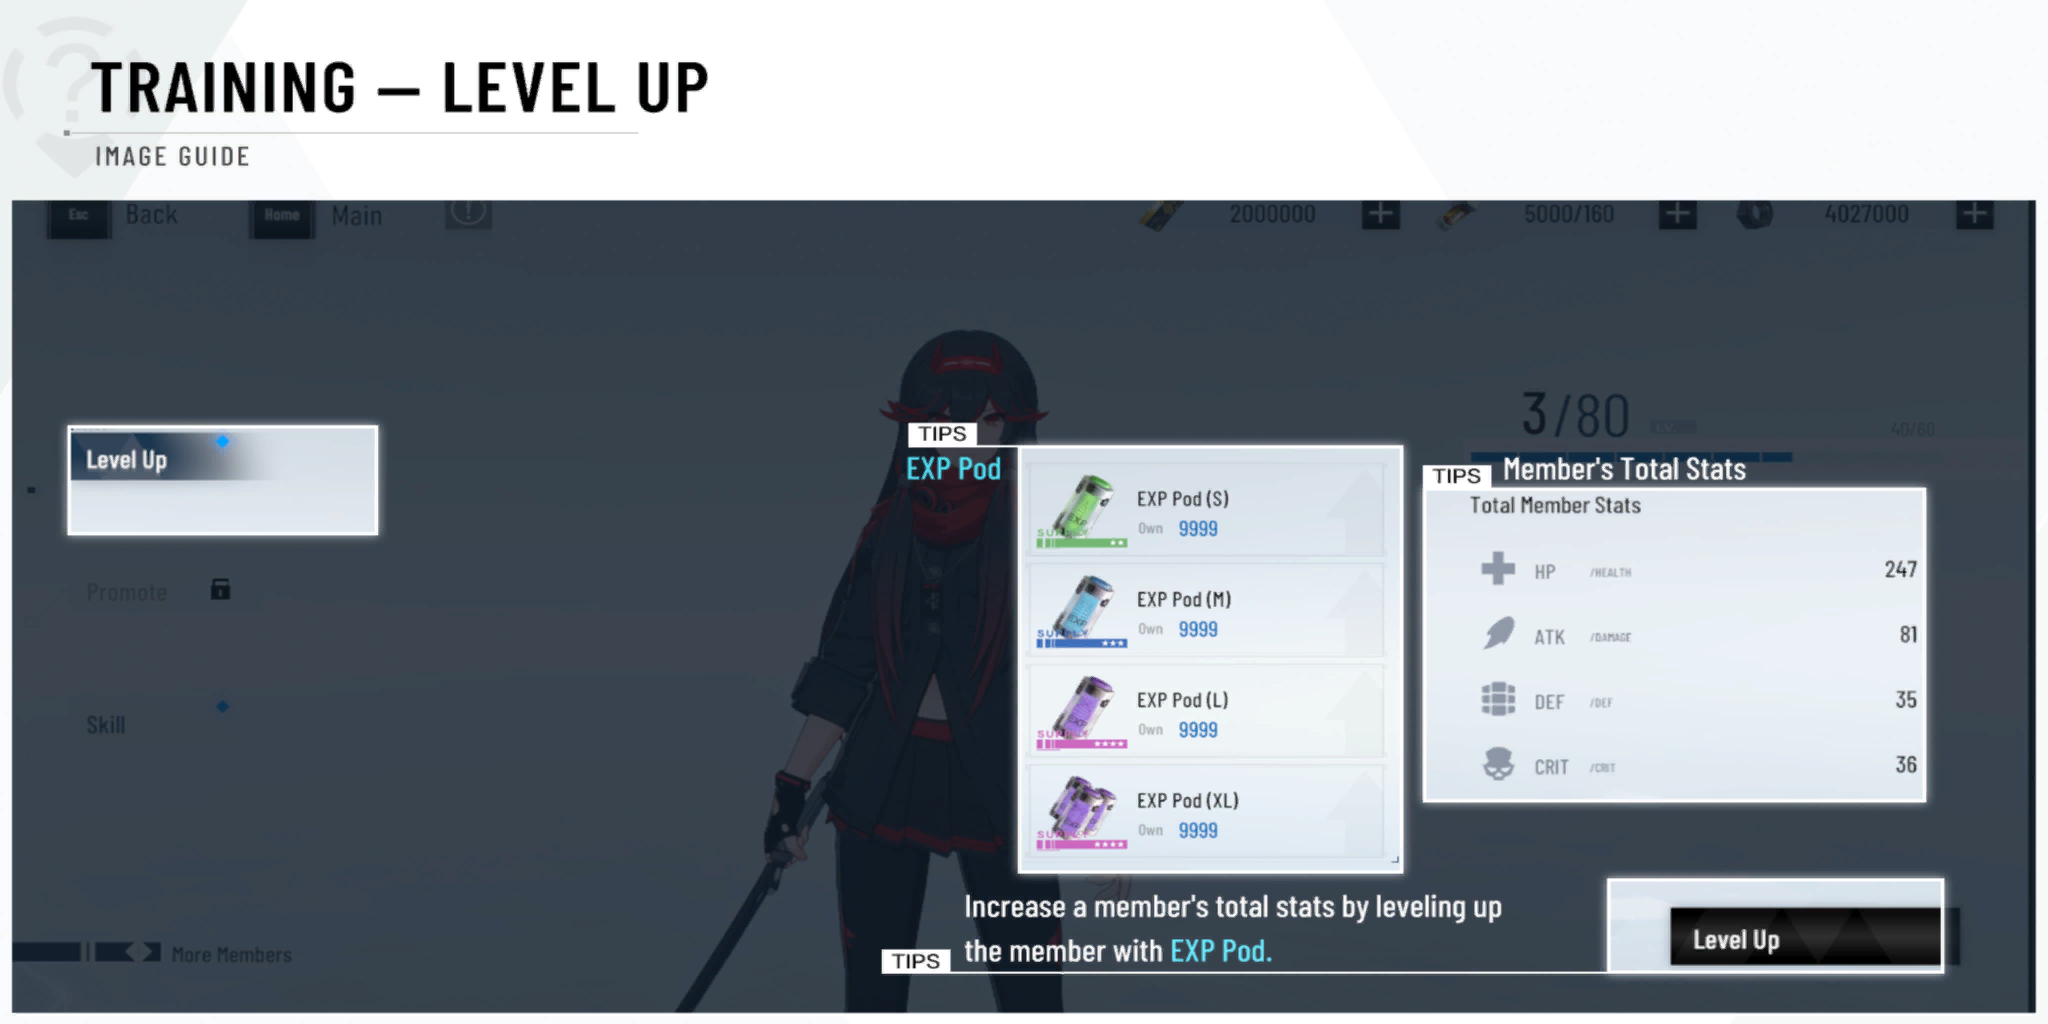 TRAINING — LEVEL UP
IMAGE GUIDE
Esc Back Home Main 2000000 5000/160 4027000
3/80
40/60
Level Up
Promote
Skill
More Members
TIPS
EXP Pod
EXP Pod (S)
Own 9999
EXP Pod (M)
Own 9999
EXP Pod (L)
Own 9999
EXP Pod (XL)
Own 9999
TIPS Member's Total Stats
Total Member Stats
HP /HEALTH 247
ATK /DAMAGE 81
DEF /DEF 35
CRIT /CRIT 36
Increase a member's total stats by leveling up
TIPS the member with EXP Pod.
Level Up